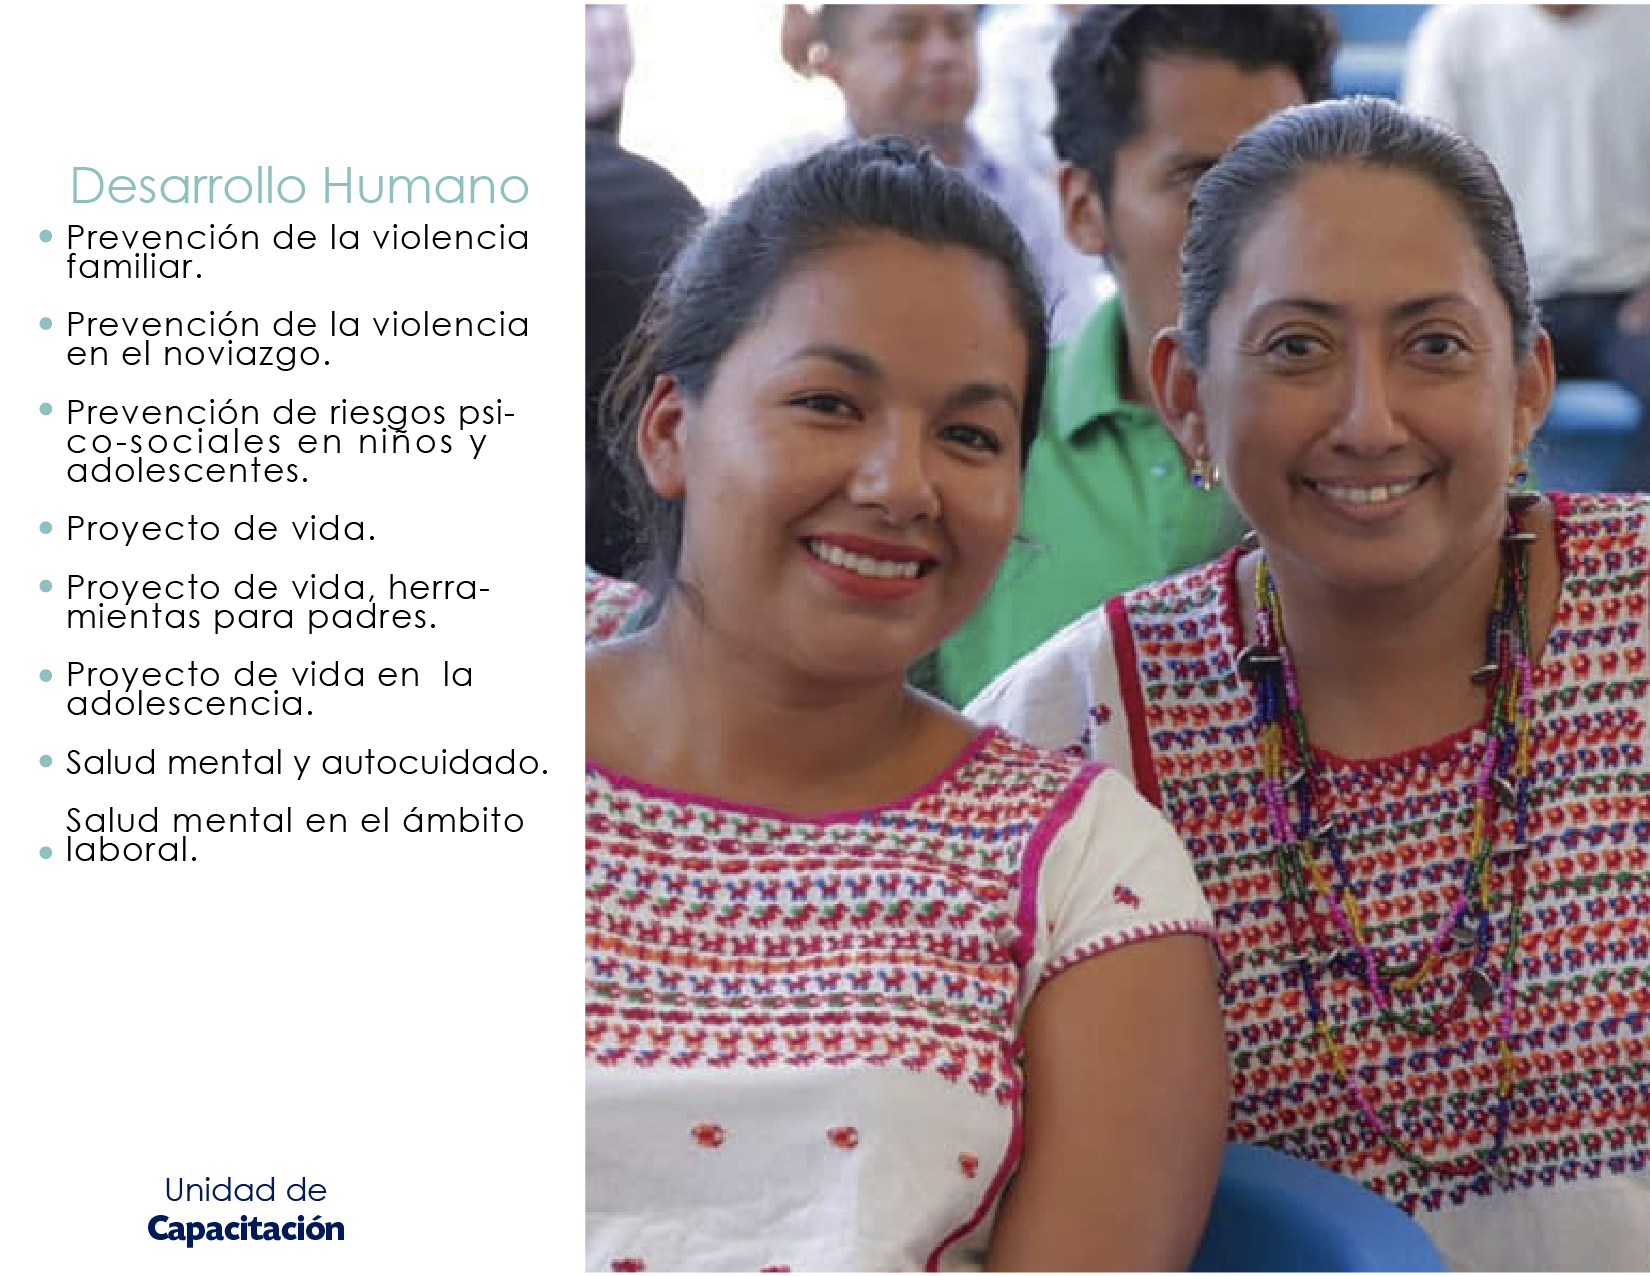 Desarrollo Humano
Prevención de la violencia
familiar.
Prevención de la violencia
en el noviazgo.
Prevención de riesgos psi-
co-sociales en niños y
adolescentes.
Proyecto de vida.
Proyecto de vida, herra-
mientas para padres.
Proyecto de vida en la
adolescencia.
Salud mental y autocuidado.
Salud mental en el ámbito
laboral.
Unidad de
Capacitación